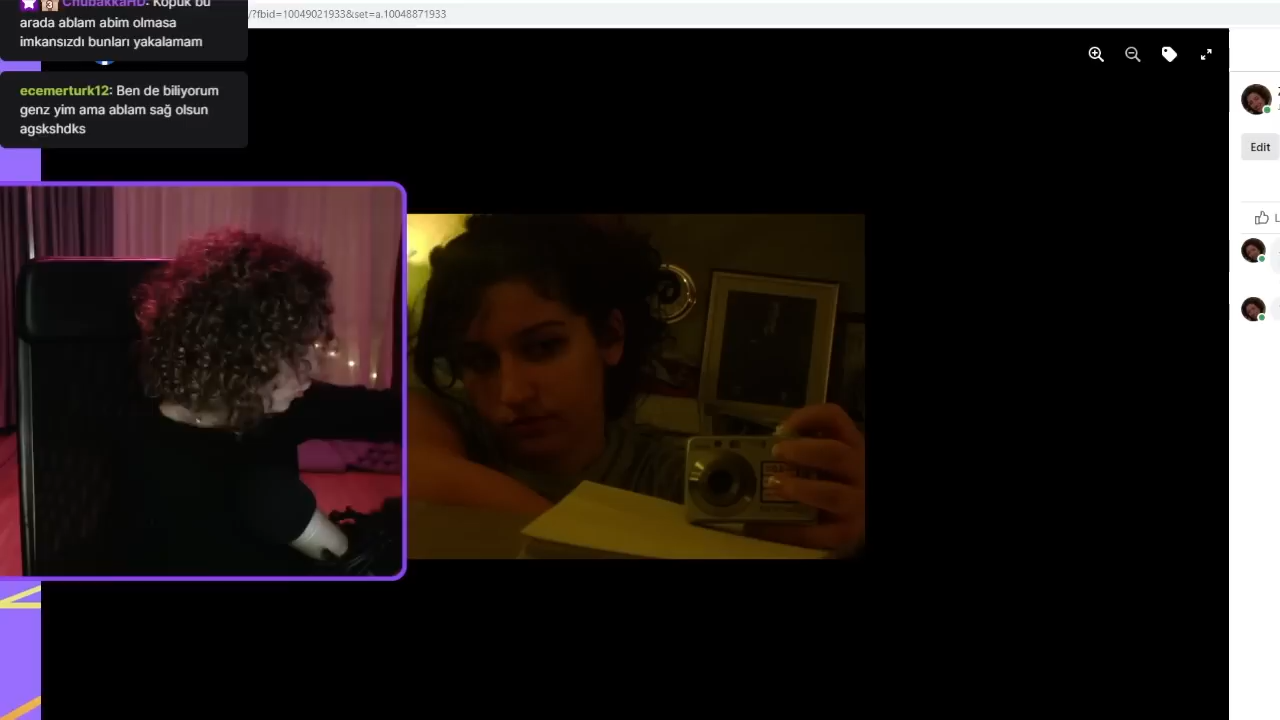 ChubakkaHD: Köpük bu
arada ablam abim olmasa
imkansızdı bunları yakalamam
/?fbid=10049021933&set=a.10048871933
ecemerturk12: Ben de biliyorum
genz yim ama ablam sağ olsun
agskshdks
Edit